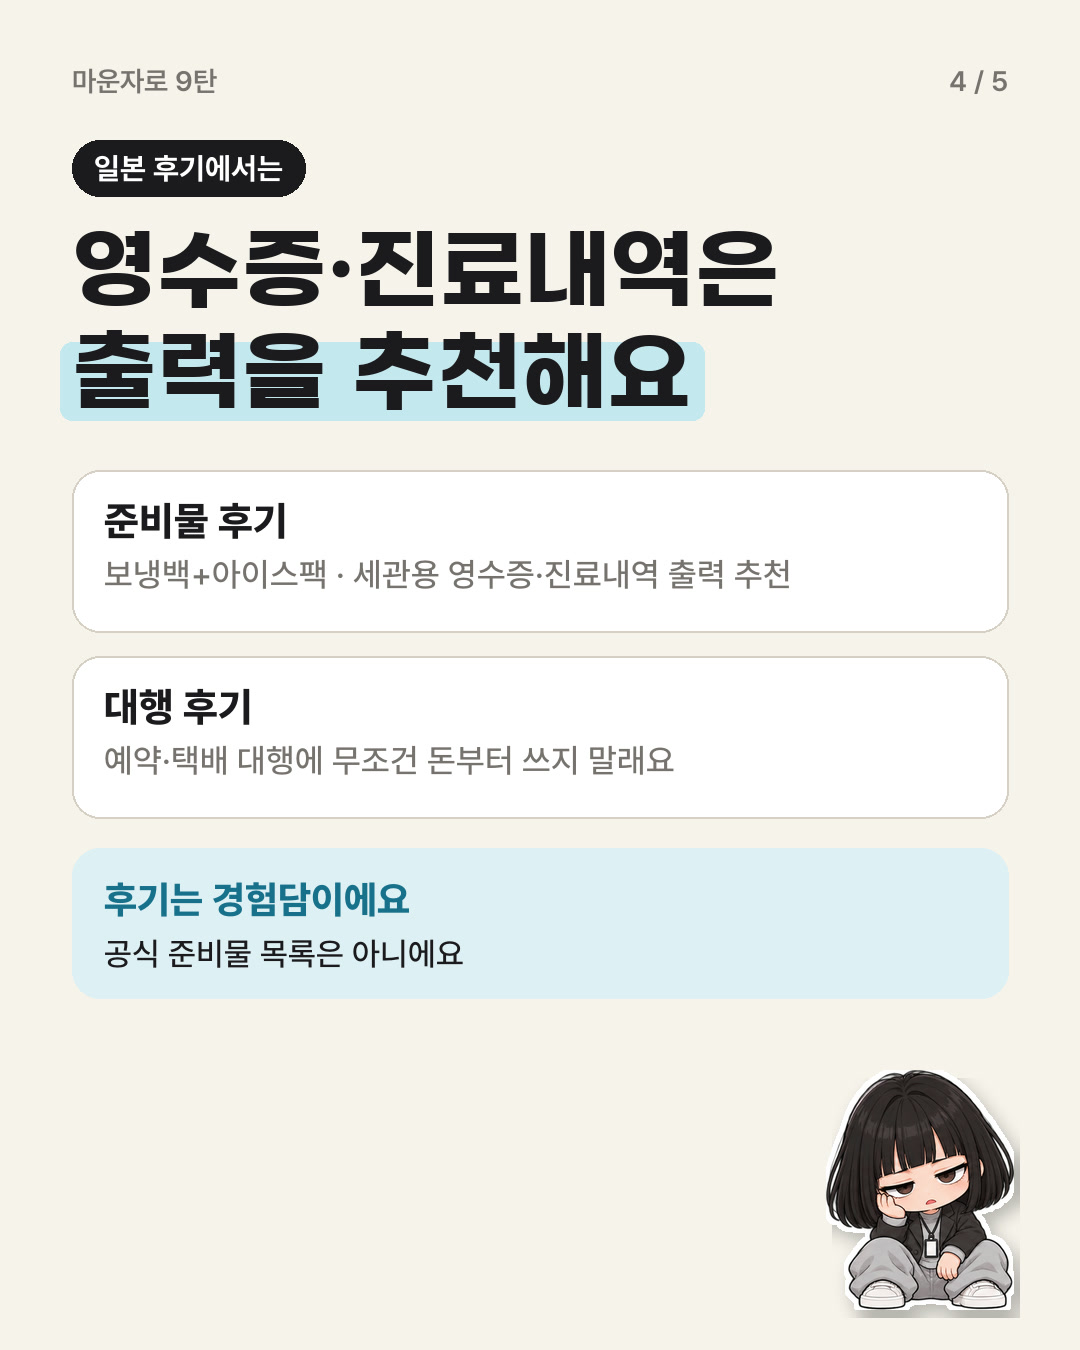 마운자로 9탄
4 / 5
일본 후기에서는
영수증·진료내역은
출력을 추천해요
준비물 후기
보냉백+아이스팩 · 세관용 영수증·진료내역 출력 추천
대행 후기
예약·택배 대행에 무조건 돈부터 쓰지 말래요
후기는 경험담이에요
공식 준비물 목록은 아니에요